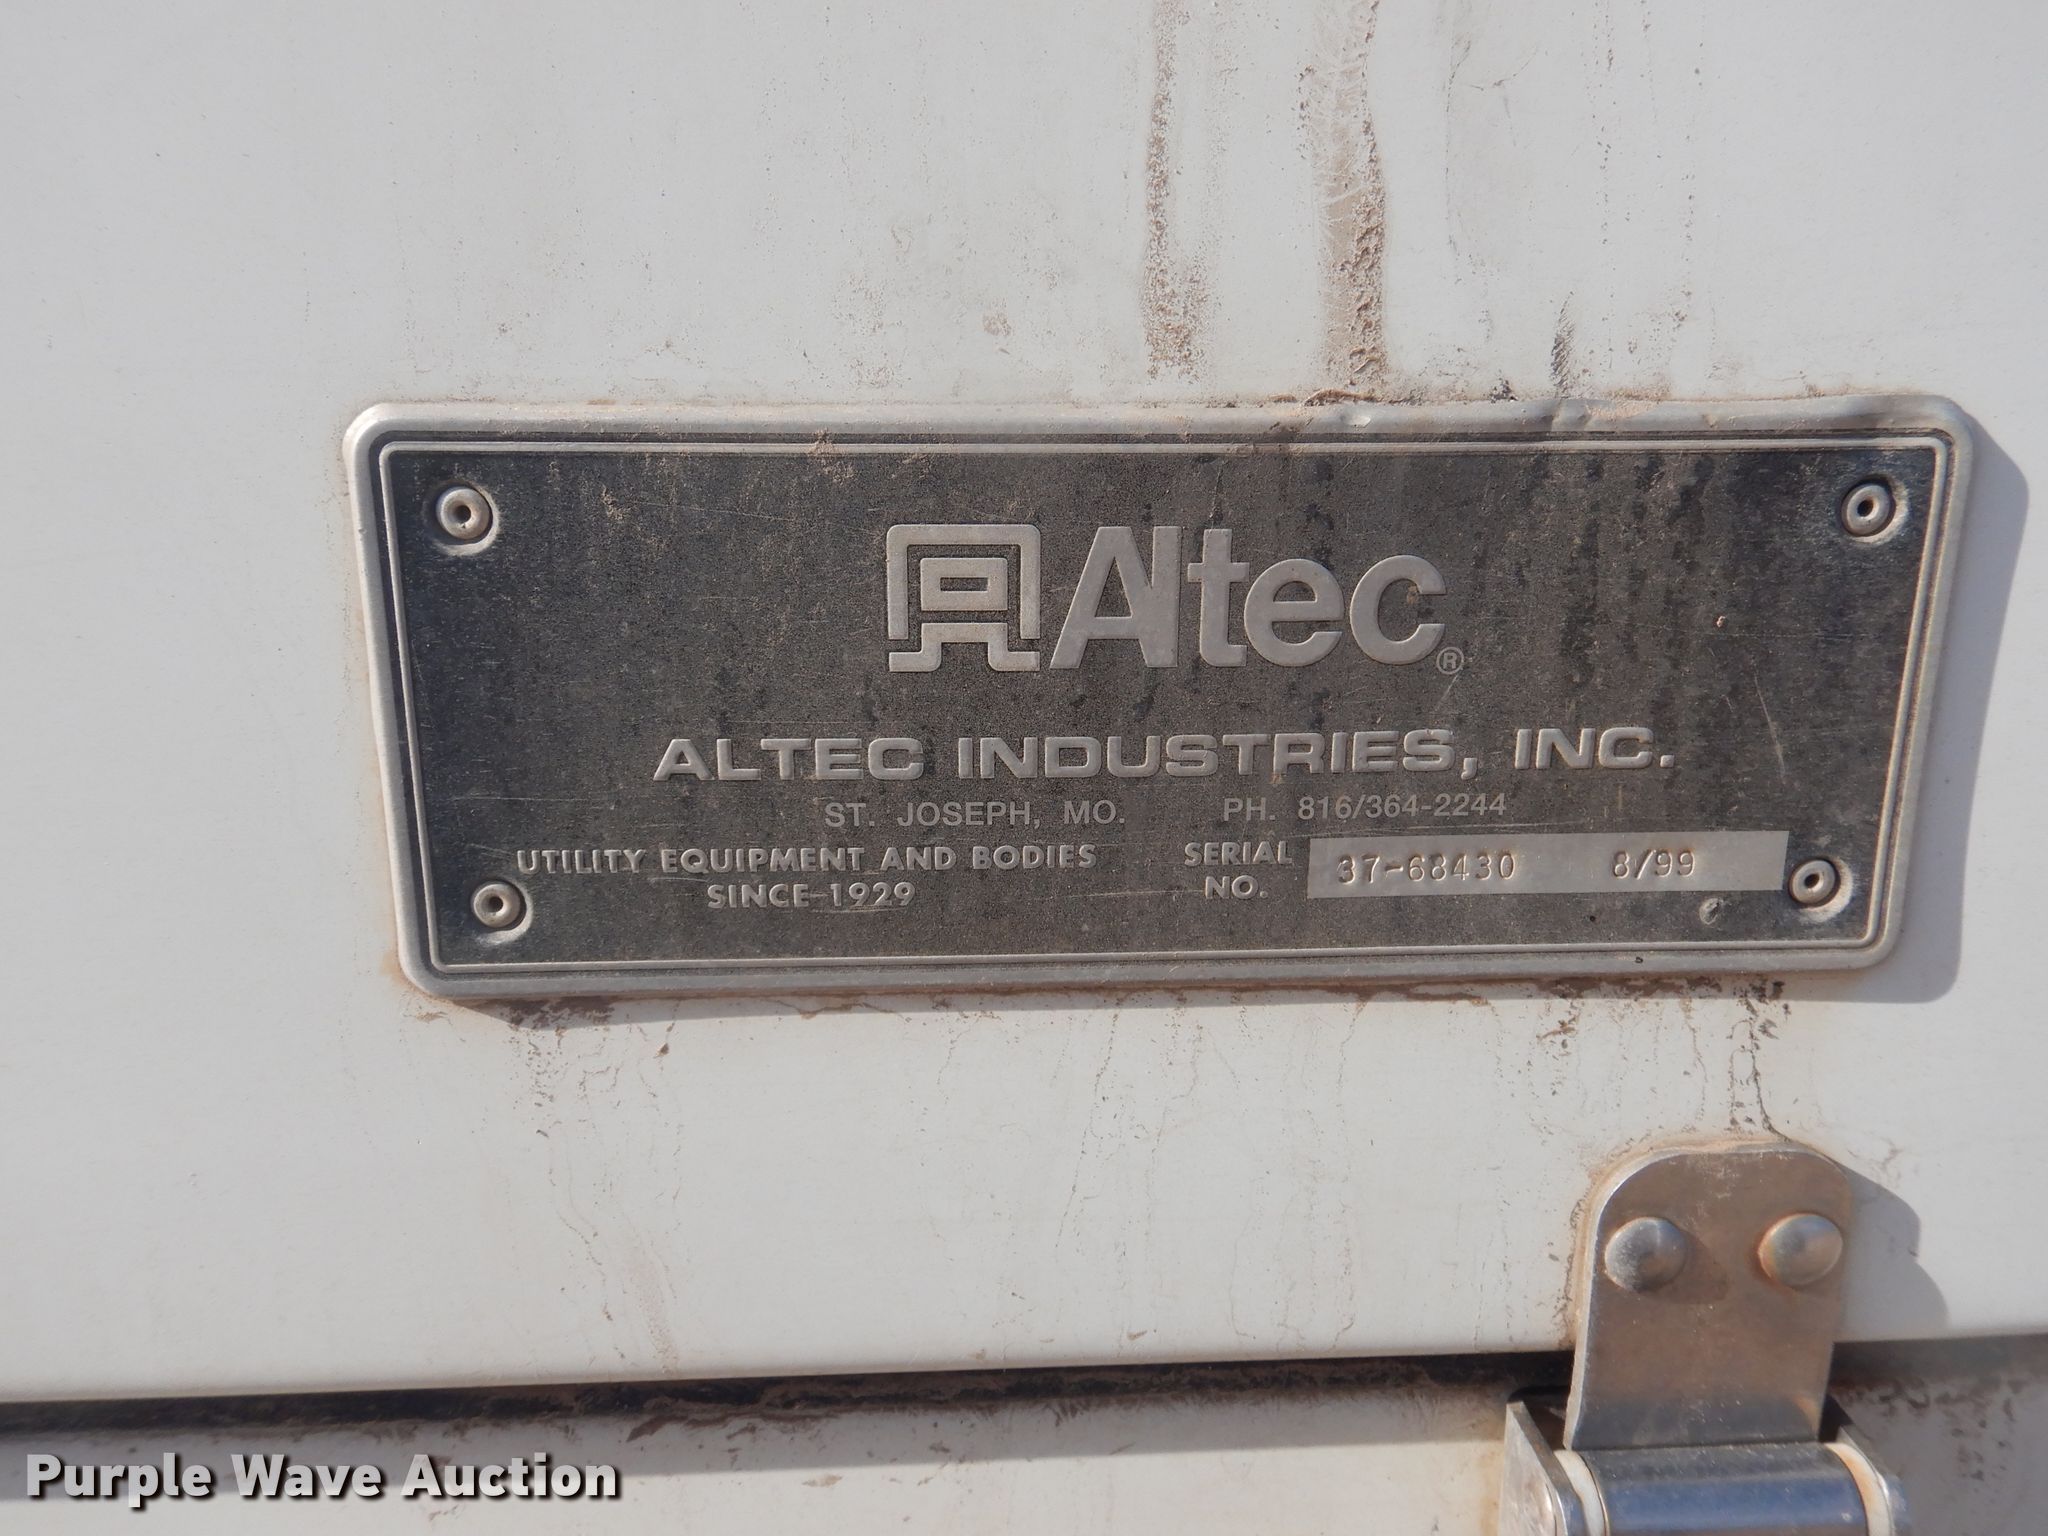 Altec®
ALTEC INDUSTRIES, INC.
ST. JOSEPH, MO. PH. 816/364-2244
UTILITY EQUIPMENT AND BODIES
SINCE 1929
SERIAL NO. 37-68430 8/99
Purple Wave Auction